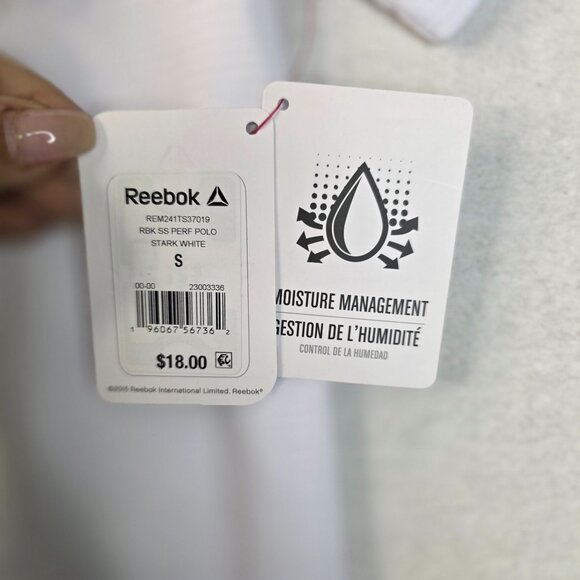 Reebok
REM241TS37019
RBK SS PERF POLO
STARK WHITE
S
00-00 23003336
1 96067 56736 2
$18.00
©2015 Reebok International Limited. Reebok®
MOISTURE MANAGEMENT
GESTION DE L'HUMIDITÉ
CONTROL DE LA HUMEDAD